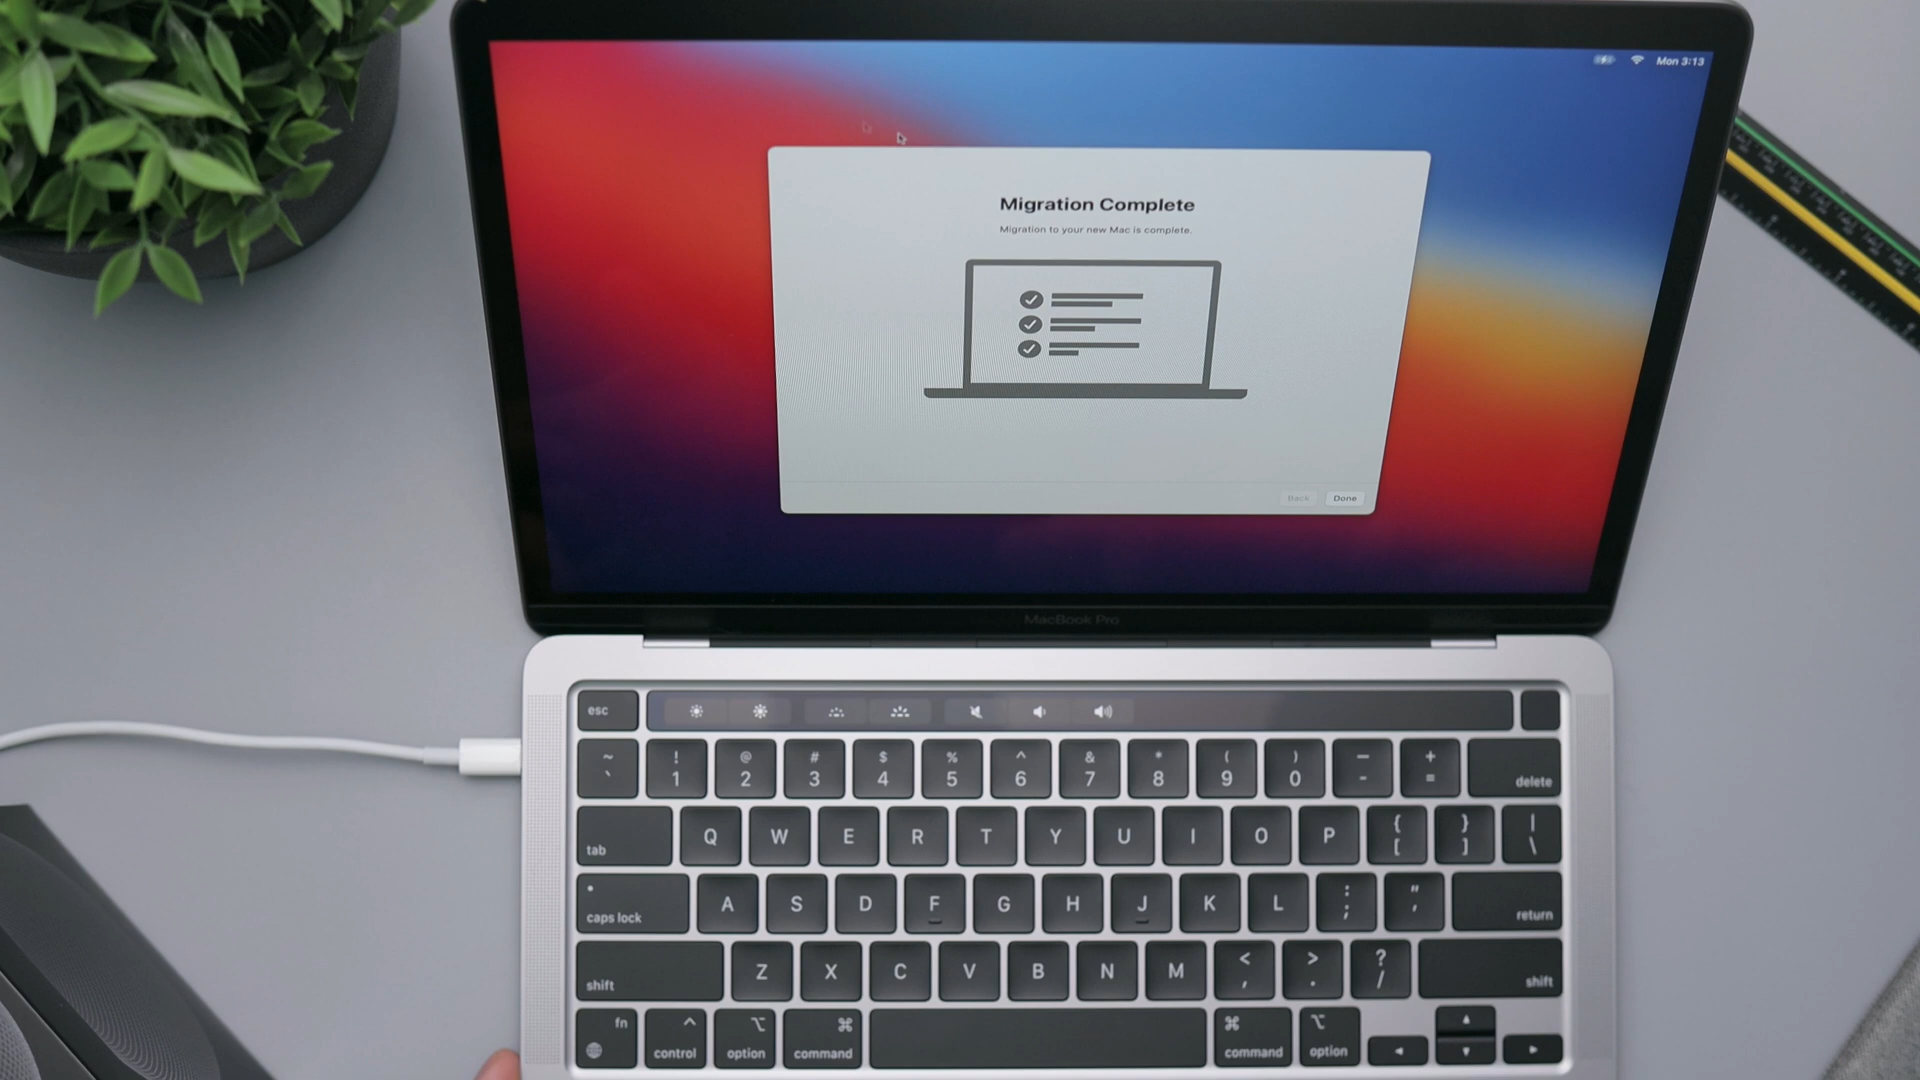 Mon 3:13
Migration Complete
Migration to your new Mac is complete.
Back Done
MacBook Pro
esc
~ ! @ # $ % ^ & * ( ) — +
` 1 2 3 4 5 6 7 8 9 0 - = delete
tab Q W E R T Y U I O P { [ } ] | \
caps lock A S D F G H J K L : ; " ' return
shift Z X C V B N M < , > . ? / shift
fn ^ ⌥ ⌘ ⌘ ⌥
control option command command option